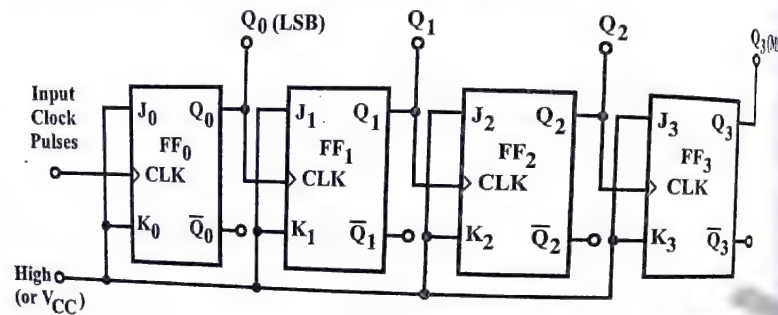 Q0 (LSB)
Q1
Q2
Q3 (M
Input
Clock
Pulses
J0 Q0
FF0
CLK
K0 Q̅0
J1 Q1
FF1
CLK
K1 Q̅1
J2 Q2
FF2
CLK
K2 Q̅2
J3 Q3
FF3
CLK
K3 Q̅3
High
(or VCC)